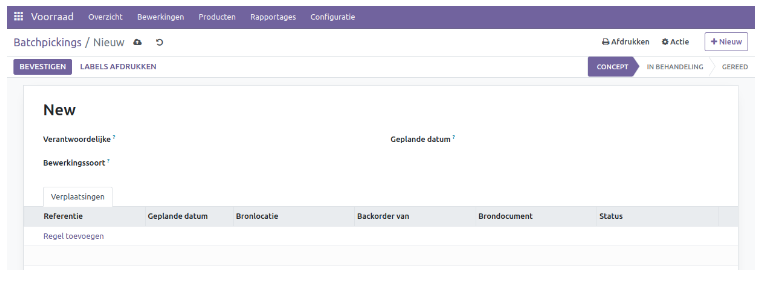 Voorraad Overzicht Bewerkingen Producten Rapportages Configuratie
Batchpickings / Nieuw Afdrukken Actie + Nieuw
BEVESTIGEN LABELS AFDRUKKEN CONCEPT IN BEHANDELING GEREED
New
Verantwoordelijke ? Geplande datum ?
Bewerkingssoort ?
Verplaatsingen
Referentie Geplande datum Bronlocatie Backorder van Brondocument Status
Regel toevoegen